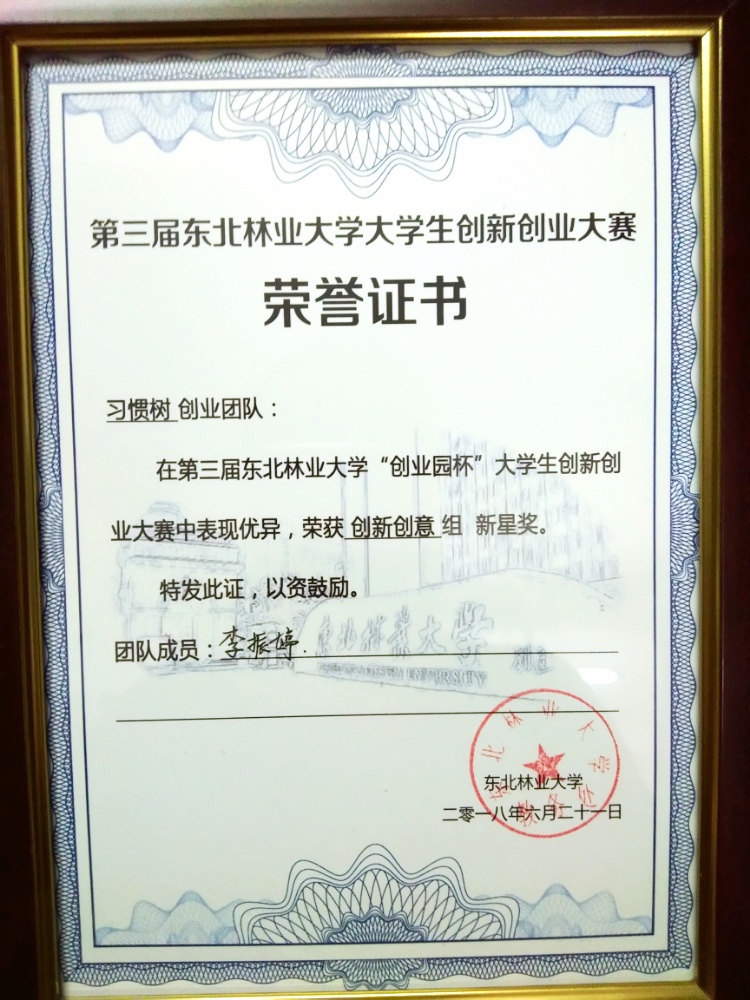 第三届东北林业大学大学生创新创业大赛
荣誉证书
习惯树 创业团队：
在第三届东北林业大学“创业园杯”大学生创新创
业大赛中表现优异，荣获 创新创意 组 新星奖。
特发此证，以资鼓励。
团队成员：李振婷.
东北林业大学
NORTHEAST FORESTRY UNIVERSITY
东北林业大学
教务处
东北林业大学
二零一八年六月二十一日